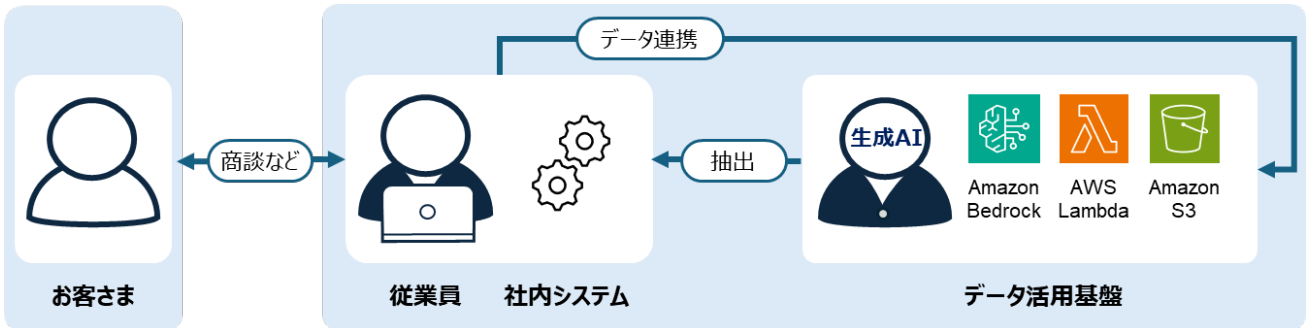 データ連携
商談など
抽出
生成AI
Amazon
Bedrock
AWS
Lambda
Amazon
S3
お客さま
従業員
社内システム
データ活用基盤